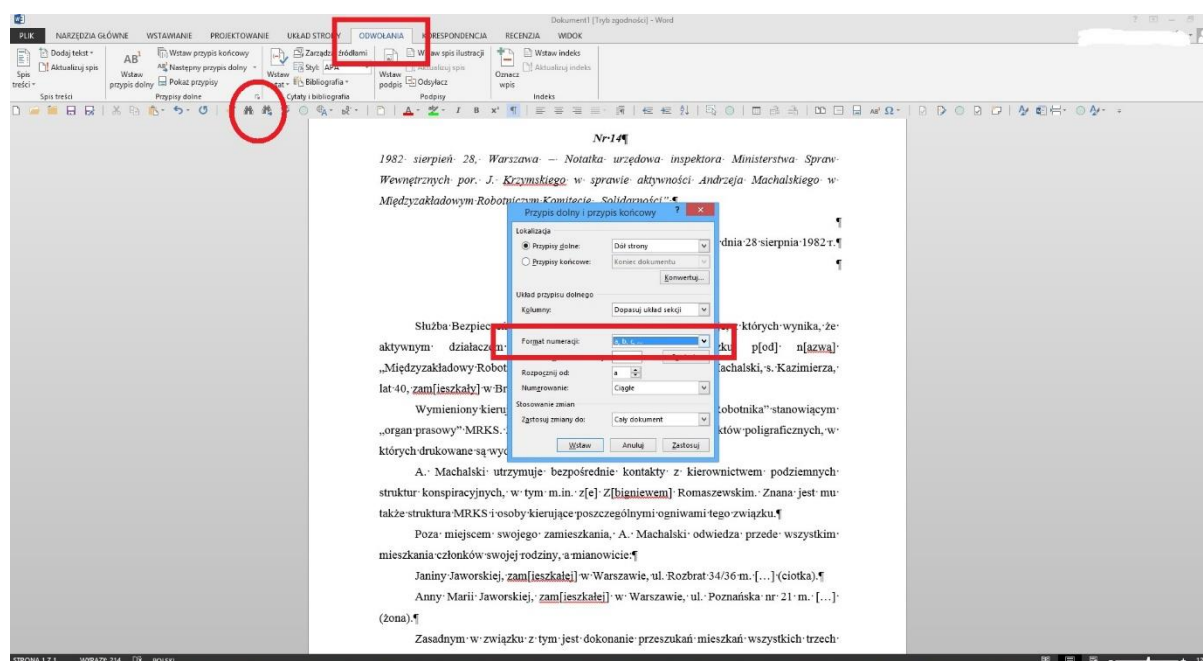 Dokument1 [Tryb zgodności] - Word
PLIK NARZĘDZIA GŁÓWNE WSTAWIANIE PROJEKTOWANIE UKŁAD STRONY ODWOŁANIA KORESPONDENCJA RECENZJA WIDOK
Spis treści
Dodaj tekst
Aktualizuj spis
Spis treści
AB¹
Wstaw przypis dolny
Wstaw przypis końcowy
Następny przypis dolny
Pokaż przypisy
Przypisy dolne
Wstaw
Zarządzaj źródłami
Styl: APA
Bibliografia
Cytaty i bibliografia
Wstaw podpis
Wstaw spis ilustracji
Aktualizuj spis
Odsyłacz
Podpisy
Oznacz wpis
Wstaw indeks
Aktualizuj indeks
Indeks
Nr·14¶
1982· sierpień· 28,· Warszawa· –· Notatka· urzędowa· inspektora· Ministerstwa· Spraw·
Wewnętrznych· por.· J.· Krzymskiego· w· sprawie· aktywności· Andrzeja· Machalskiego· w·
Międzyzakładowym·Robotniczym·Komitecie· Solidarności”·¶
¶
dnia·28·sierpnia·1982·r.¶
¶
Przypis dolny i przypis końcowy ? ×
Lokalizacja
Przypisy dolne: Dół strony
Przypisy końcowe: Koniec dokumentu
Konwertuj...
Układ przypisu dolnego
Kolumny: Dopasuj układ sekcji
Format numeracji: a, b, c, ...
Rozpocznij od: a
Numerowanie: Ciągłe
Stosowanie zmian
Zastosuj zmiany do: Cały dokument
Wstaw Anuluj Zastosuj
Służba· których·wynika,·że·
aktywnym· p[od]· n[azwą]·
„Międzyzakładowy· s.·Kazimierza,·
lat·40,·zam[ieszkały]·w·
Wymieniony· stanowiącym·
„organ·prasowy”·MRKS. poligraficznych,·w·
których·drukowane·są·
A.· Machalski· utrzymuje· bezpośrednie· kontakty· z· kierownictwem· podziemnych·
struktur·konspiracyjnych,·w·tym·m.in.·z[e]·Z[bigniewem]·Romaszewskim.·Znana·jest·mu·
także·struktura·MRKS·i·osoby·kierujące·poszczególnymi·ogniwami·tego·związku.¶
Poza·miejscem·swojego·zamieszkania,·A.·Machalski·odwiedza·przede·wszystkim·
mieszkania·członków·swojej·rodziny,·a·mianowicie:¶
Janiny·Jaworskiej,·zam[ieszkałej]·w·Warszawie,·ul.·Rozbrat·34/36·m.·[…]·(ciotka).¶
Anny·Marii·Jaworskiej,·zam[ieszkałej]·w·Warszawie,·ul.·Poznańska·nr·21·m.·[…]·
(żona).¶
Zasadnym·w·związku·z·tym·jest·dokonanie·przeszukań·mieszkań·wszystkich·trzech·
POLSKI